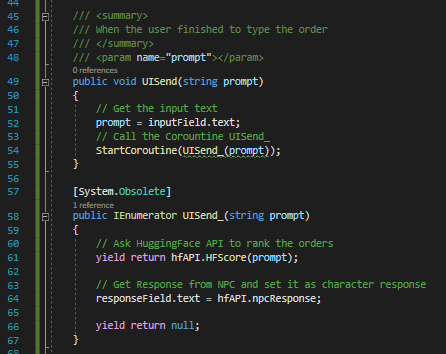 44
45 /// <summary>
46 /// When the user finished to type the order
47 /// </summary>
48 /// <param name="prompt"></param>
0 references
49 public void UISend(string prompt)
50 {
51 // Get the input text
52 prompt = inputField.text;
53 // Call the Corountine UISend_
54 StartCoroutine(UISend_(prompt));
55 }
56
57 [System.Obsolete]
1 reference
58 public IEnumerator UISend_(string prompt)
59 {
60 // Ask HuggingFace API to rank the orders
61 yield return hfAPI.HFScore(prompt);
62
63 // Get Response from NPC and set it as character response
64 responseField.text = hfAPI.npcResponse;
65
66 yield return null;
67 }
68